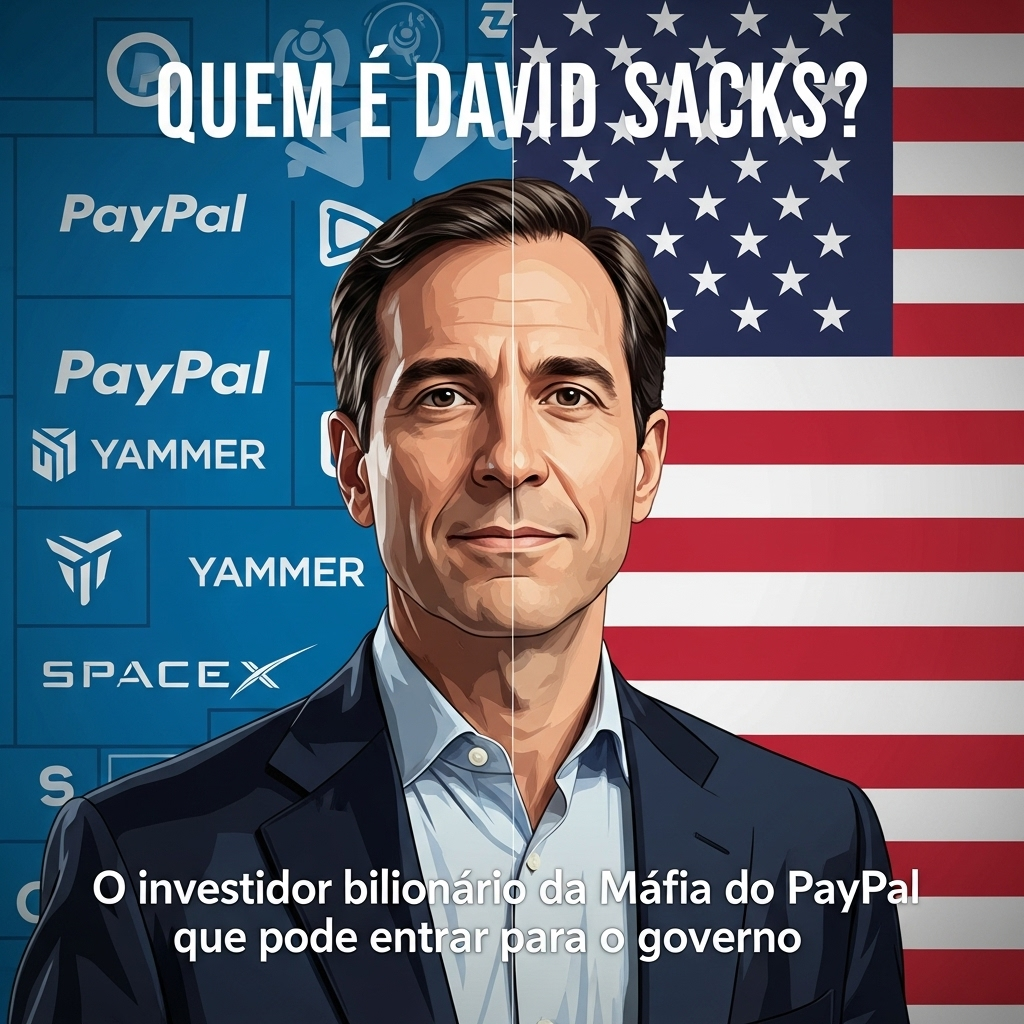 QUEM É DAVID SACKS?
PayPal
PayPal
YAMMER
YAMMER
SPACEX
S
O investidor bilionário da Máfia do PayPal
que pode entrar para o governo